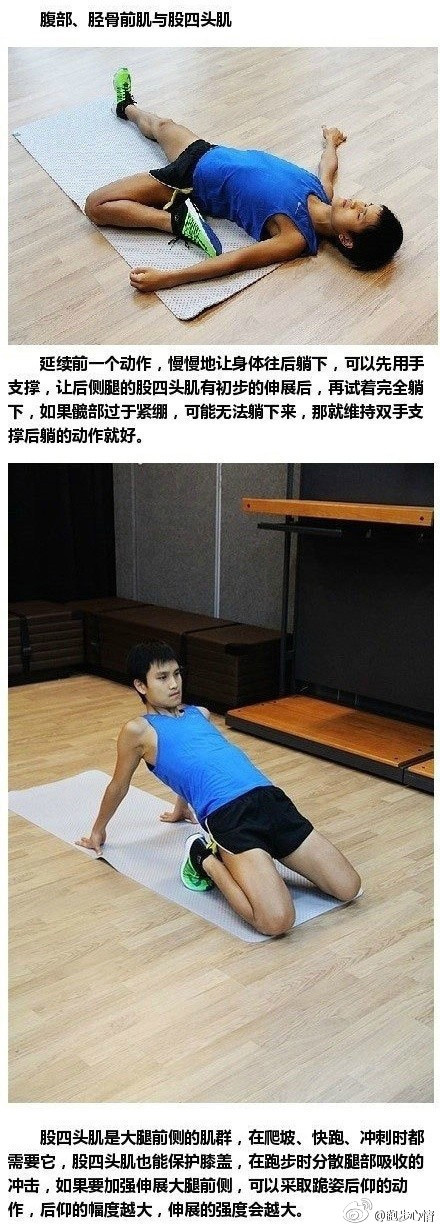 腹部、胫骨前肌与股四头肌
延续前一个动作，慢慢地让身体往后躺下，可以先用手
支撑，让后侧腿的股四头肌有初步的伸展后，再试着完全躺
下，如果髋部过于紧绷，可能无法躺下来，那就维持双手支
撑后躺的动作就好。
股四头肌是大腿前侧的肌群，在爬坡、快跑、冲刺时都
需要它，股四头肌也能保护膝盖，在跑步时分散腿部吸收的
冲击，如果要加强伸展大腿前侧，可以采取跪姿后仰的动
作，后仰的幅度越大，伸展的强度会越大。